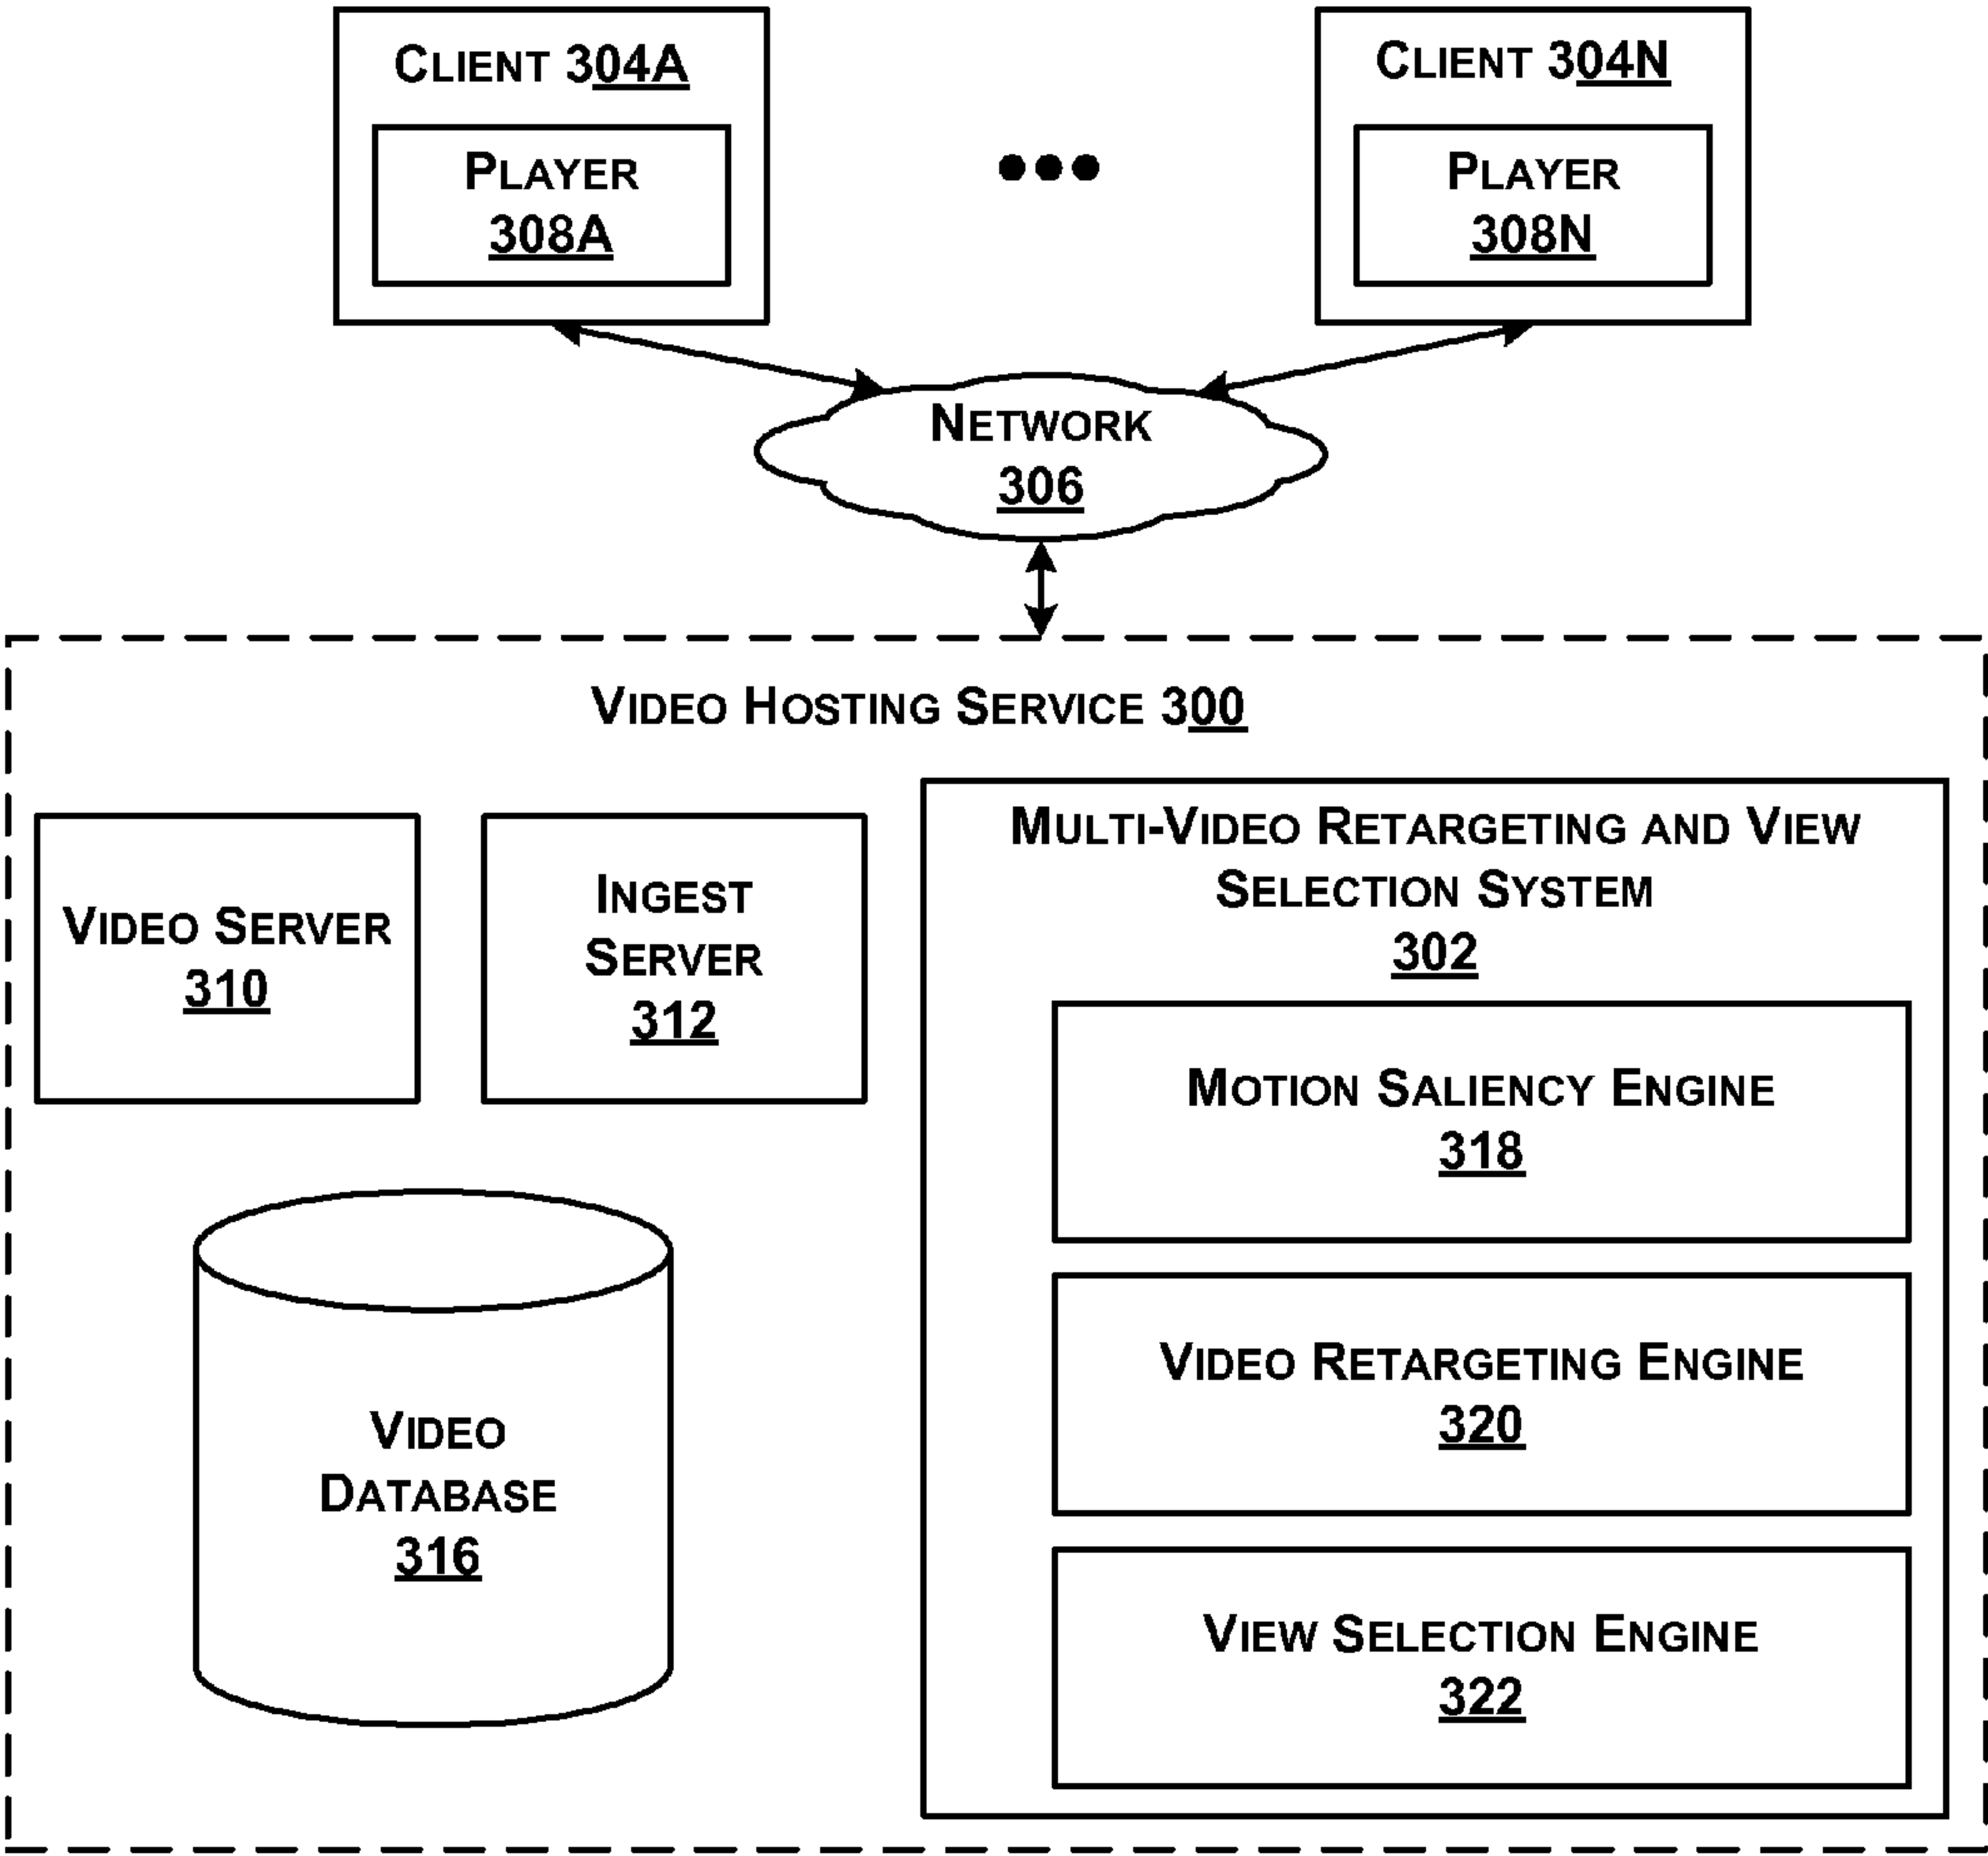 CLIENT 304A
PLAYER
308A
CLIENT 304N
PLAYER
308N
NETWORK
306
VIDEO HOSTING SERVICE 300
VIDEO SERVER
310
INGEST
SERVER
312
VIDEO
DATABASE
316
MULTI-VIDEO RETARGETING AND VIEW
SELECTION SYSTEM
302
MOTION SALIENCY ENGINE
318
VIDEO RETARGETING ENGINE
320
VIEW SELECTION ENGINE
322